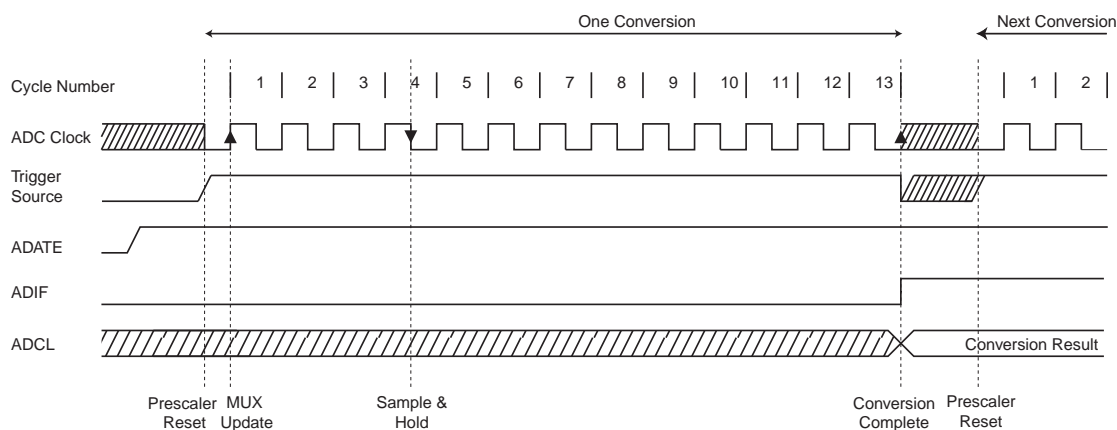 One Conversion
Next Conversion
Cycle Number
1 2 3 4 5 6 7 8 9 10 11 12 13 1 2
ADC Clock
Trigger
Source
ADATE
ADIF
ADCL
Conversion Result
Prescaler
Reset
MUX
Update
Sample &
Hold
Conversion
Complete
Prescaler
Reset